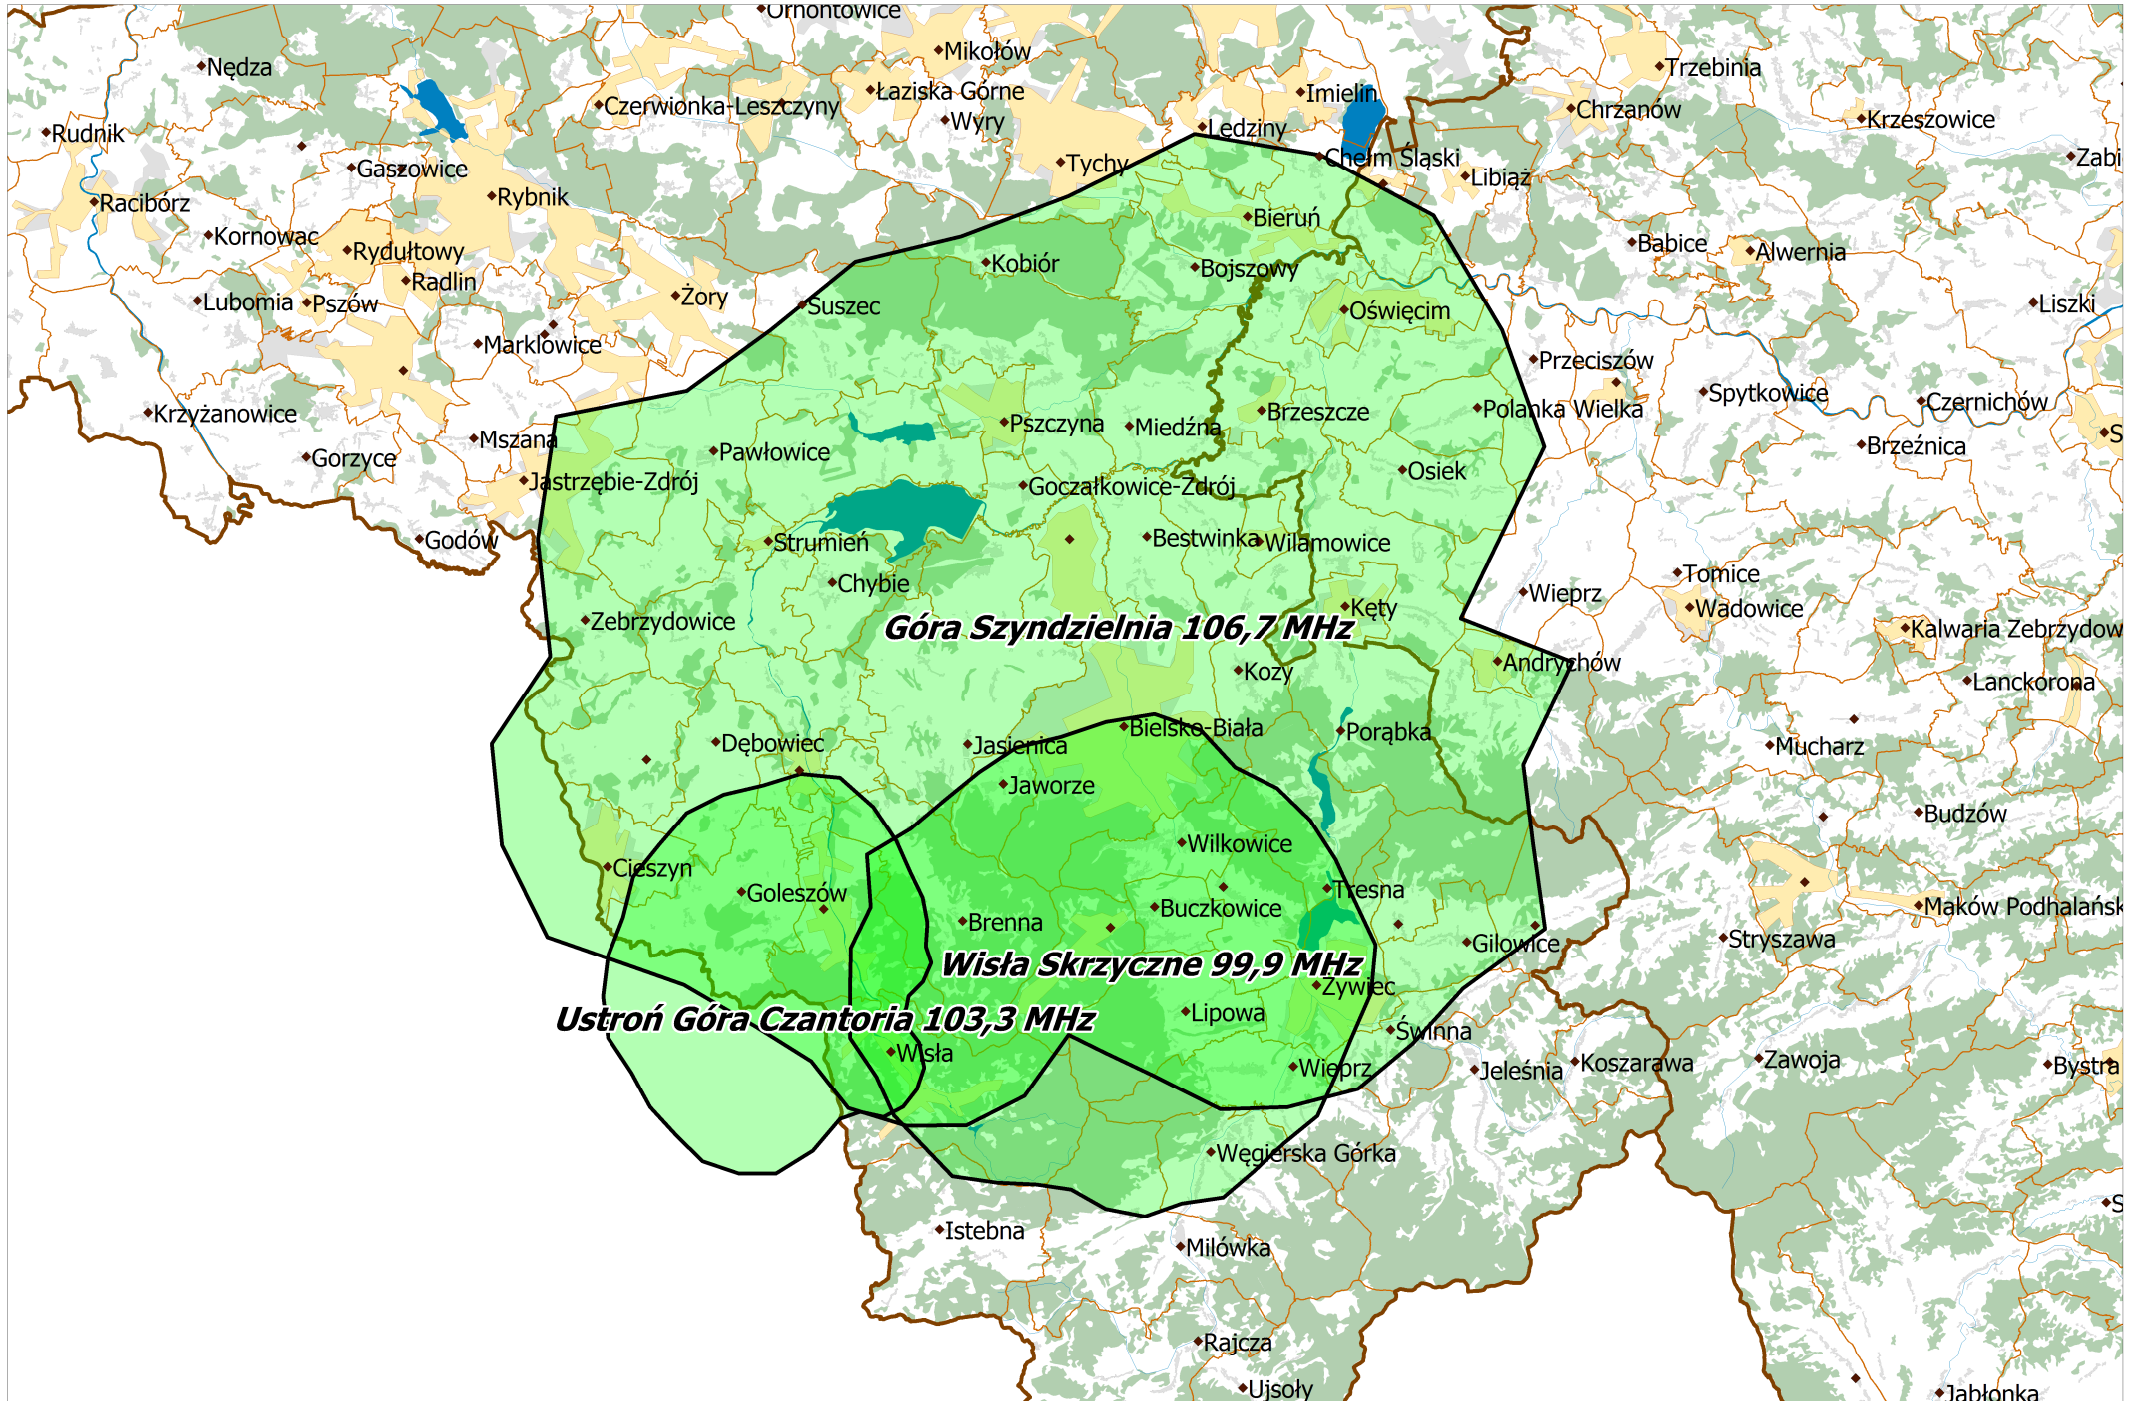 Ornontowice
Mikołów
Nędza
Trzebinia
Łaziska Górne
Imielin
Czerwionka-Leszczyny
Chrzanów
Wyry
Krzeszowice
Rudnik
Lędziny
Tychy
Chełm Śląski
Zabi
Gaszowice
Libiąż
Rybnik
Racibórz
Bieruń
Kornowac
Babice
Rydułtowy
Alwernia
Kobiór
Bojszowy
Radlin
Żory
Lubomia
Pszów
Suszec
Oświęcim
Liszki
Marklowice
Przeciszów
Spytkowice
Czernichów
Krzyżanowice
Brzeszcze
Polanka Wielka
Pszczyna
Miedźna
S
Mszana
Brzeźnica
Pawłowice
Gorzyce
Osiek
Jastrzębie-Zdrój
Goczałkowice-Zdrój
Godów
Strumień
Bestwinka
Wilamowice
Chybie
Tomice
Wieprz
Kęty
Wadowice
Zebrzydowice
Góra Szyndzielnia 106,7 MHz
Kalwaria Zebrzydow
Andrychów
Kozy
Lanckorona
Bielsko-Biała
Porąbka
Dębowiec
Jasienica
Mucharz
Jaworze
Budzów
Wilkowice
Cieszyn
Goleszów
Tresna
Buczkowice
Maków Podhalańsk
Brenna
Gilowice
Stryszawa
Wisła Skrzyczne 99,9 MHz
Żywiec
Lipowa
Ustroń Góra Czantoria 103,3 MHz
Świnna
Wisła
Zawoja
Koszarawa
Wieprz
Jeleśnia
Bystra
Węgierska Górka
S
Istebna
Milówka
Rajcza
Ujsoły
Jabłonka